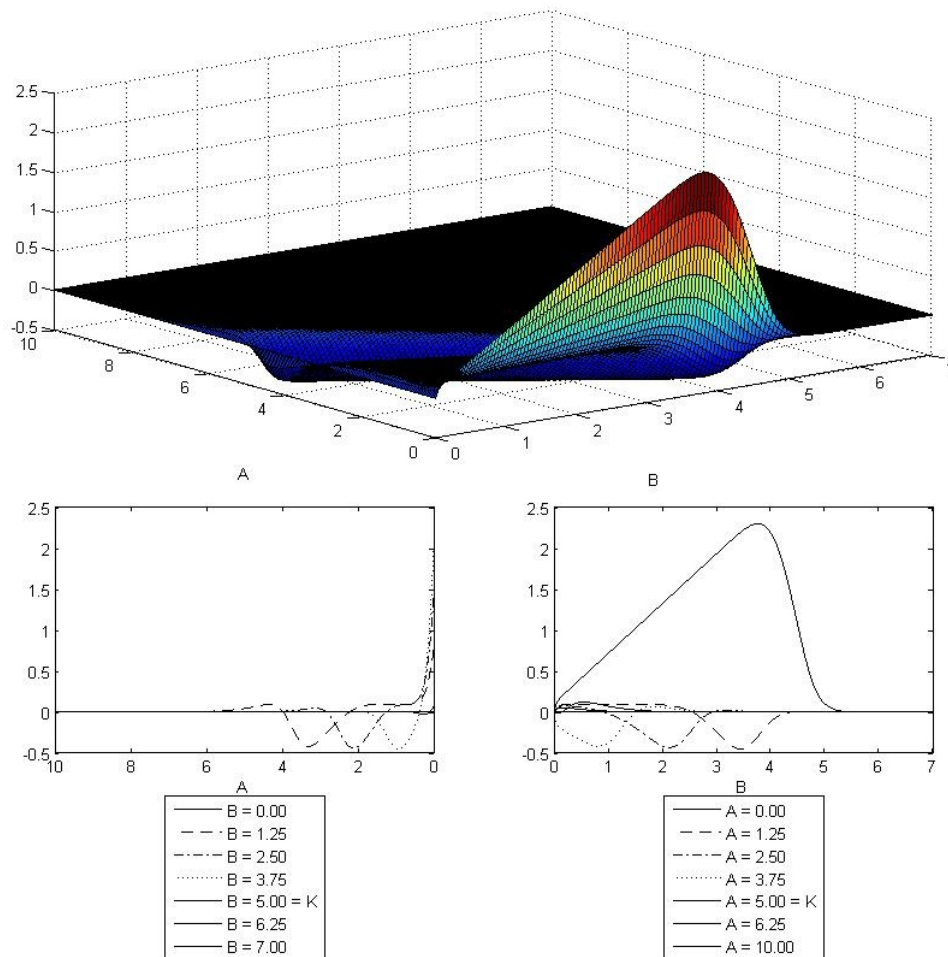 2.5
2
1.5
1
0.5
0
-0.5
10
8
6
4
2
0
0
1
2
3
4
5
6
7
A
B
2.5
2
1.5
1
0.5
0
-0.5
10
8
6
4
2
0
A
B = 0.00
B = 1.25
B = 2.50
B = 3.75
B = 5.00 = K
B = 6.25
B = 7.00
2.5
2
1.5
1
0.5
0
-0.5
0
1
2
3
4
5
6
7
B
A = 0.00
A = 1.25
A = 2.50
A = 3.75
A = 5.00 = K
A = 6.25
A = 10.00